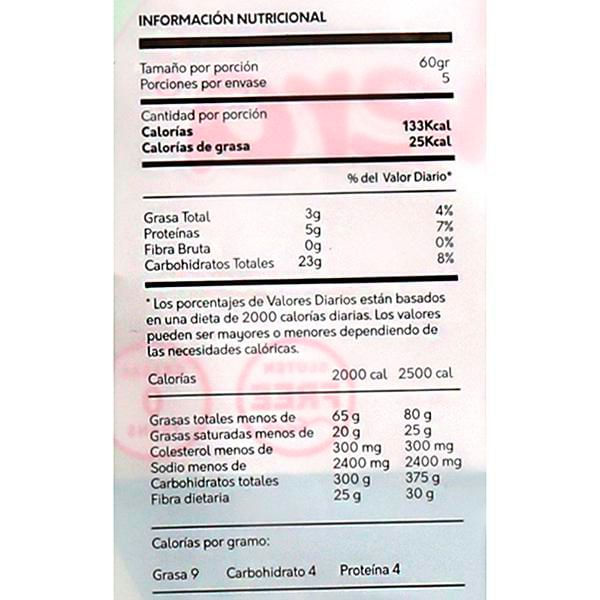 INFORMACIÓN NUTRICIONAL
Tamaño por porción 60gr
Porciones por envase 5
Cantidad por porción
Calorías 133Kcal
Calorías de grasa 25Kcal
% del Valor Diario*
Grasa Total 3g 4%
Proteínas 5g 7%
Fibra Bruta 0g 0%
Carbohidratos Totales 23g 8%
* Los porcentajes de Valores Diarios están basados
en una dieta de 2000 calorías diarias. Los valores
pueden ser mayores o menores dependiendo de
las necesidades calóricas.
Calorías 2000 cal 2500 cal
Grasas totales menos de 65 g 80 g
Grasas saturadas menos de 20 g 25 g
Colesterol menos de 300 mg 300 mg
Sodio menos de 2400 mg 2400 mg
Carbohidratos totales 300 g 375 g
Fibra dietaria 25 g 30 g
Calorías por gramo:
Grasa 9 Carbohidrato 4 Proteína 4